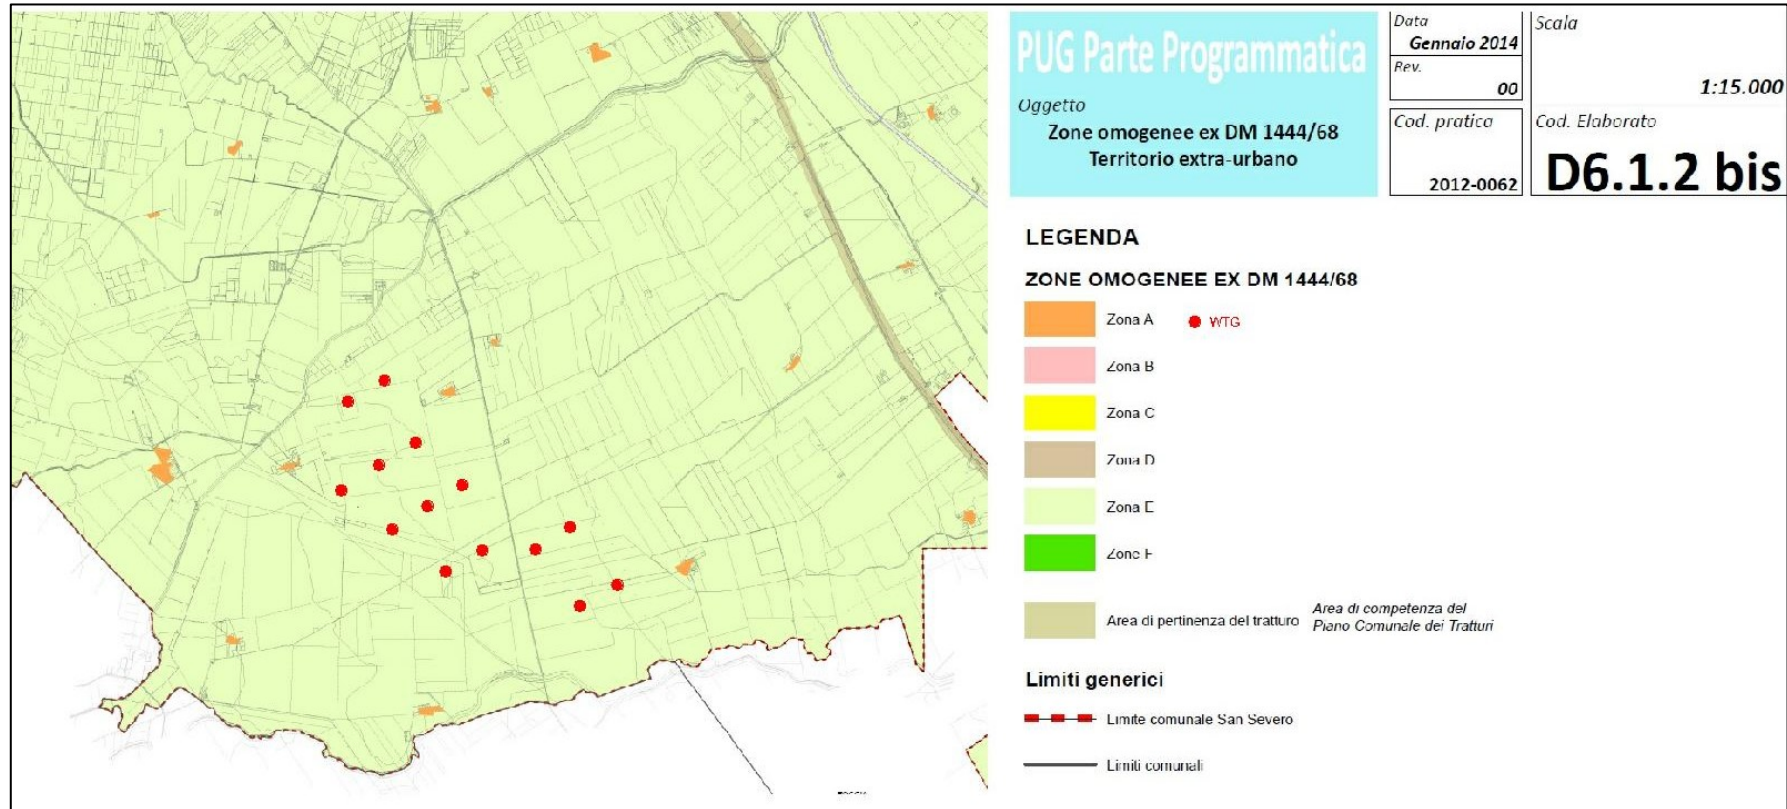 PUG Parte Programmatica
Oggetto
Zone omogenee ex DM 1444/68
Territorio extra-urbano
Data
Gennaio 2014
Rev.
00
Cod. pratica
2012-0062
Scala
1:15.000
Cod. Elaborato
D6.1.2 bis
LEGENDA
ZONE OMOGENEE EX DM 1444/68
Zona A
WTG
Zona B
Zona C
Zona D
Zona E
Zone F
Area di pertinenza del tratturo
Area di competenza del
Piano Comunale dei Tratturi
Limiti generici
Limite comunale San Severo
Limiti comunali